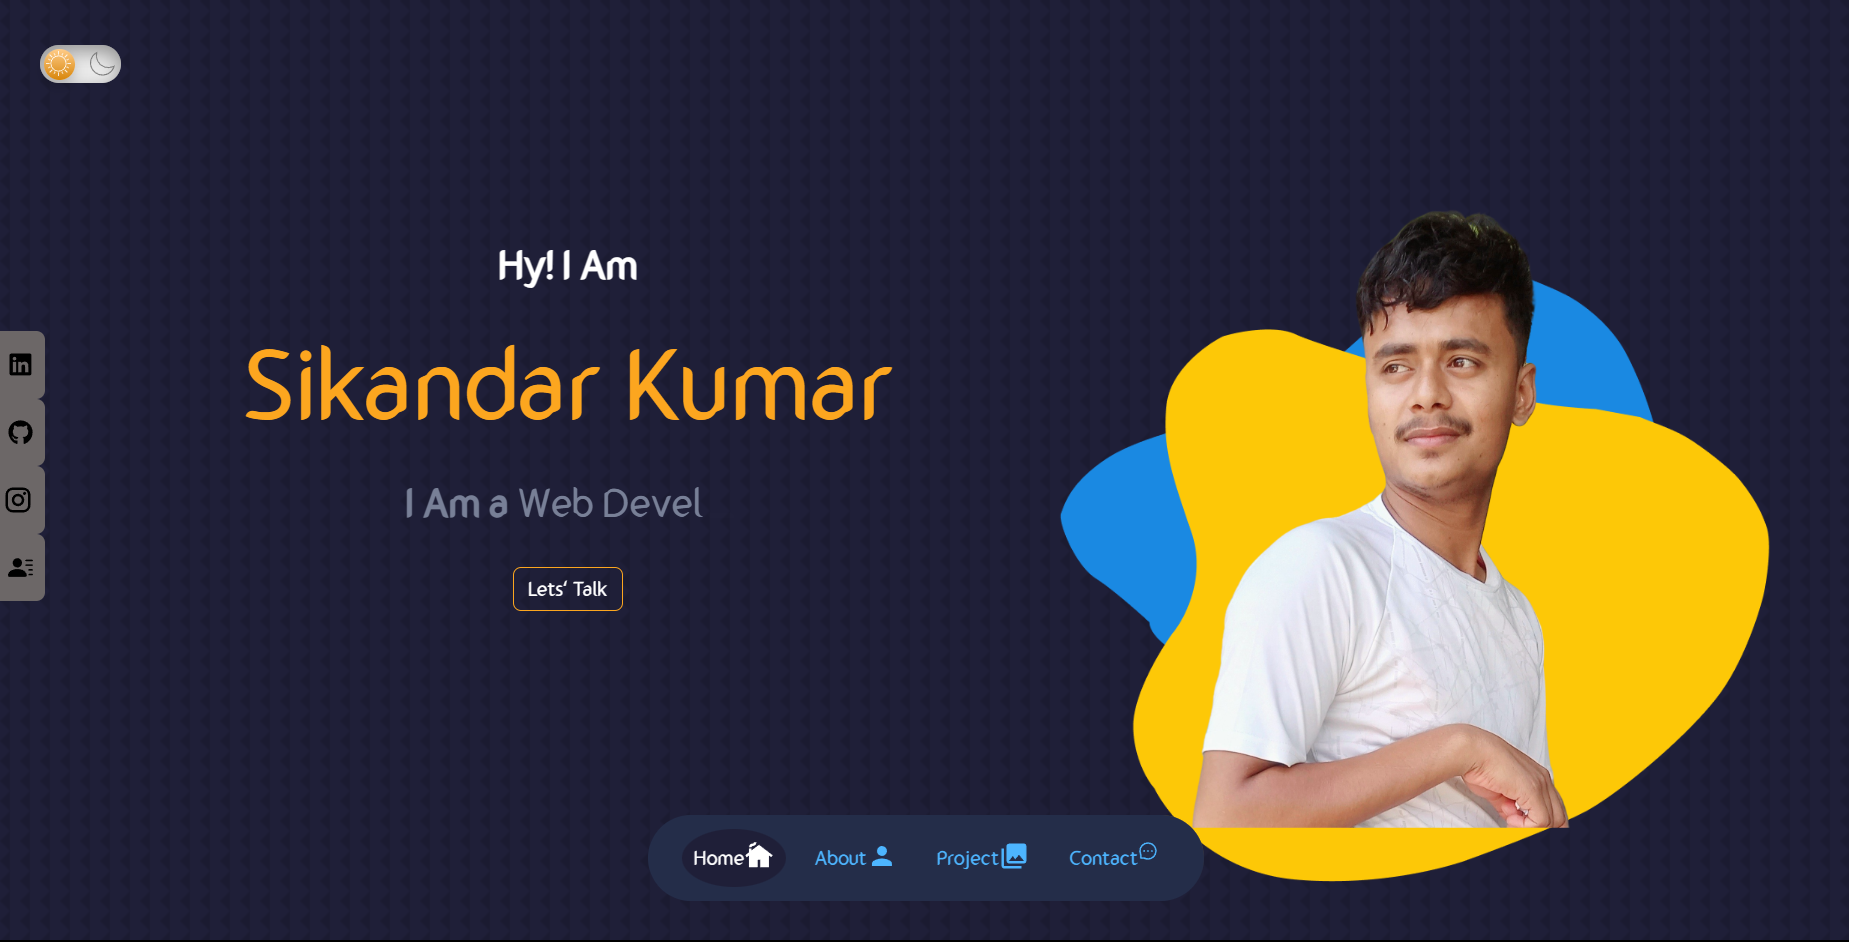 Hy! I Am
Sikandar Kumar
I Am a Web Devel
Lets' Talk
Home
About
Project
Contact